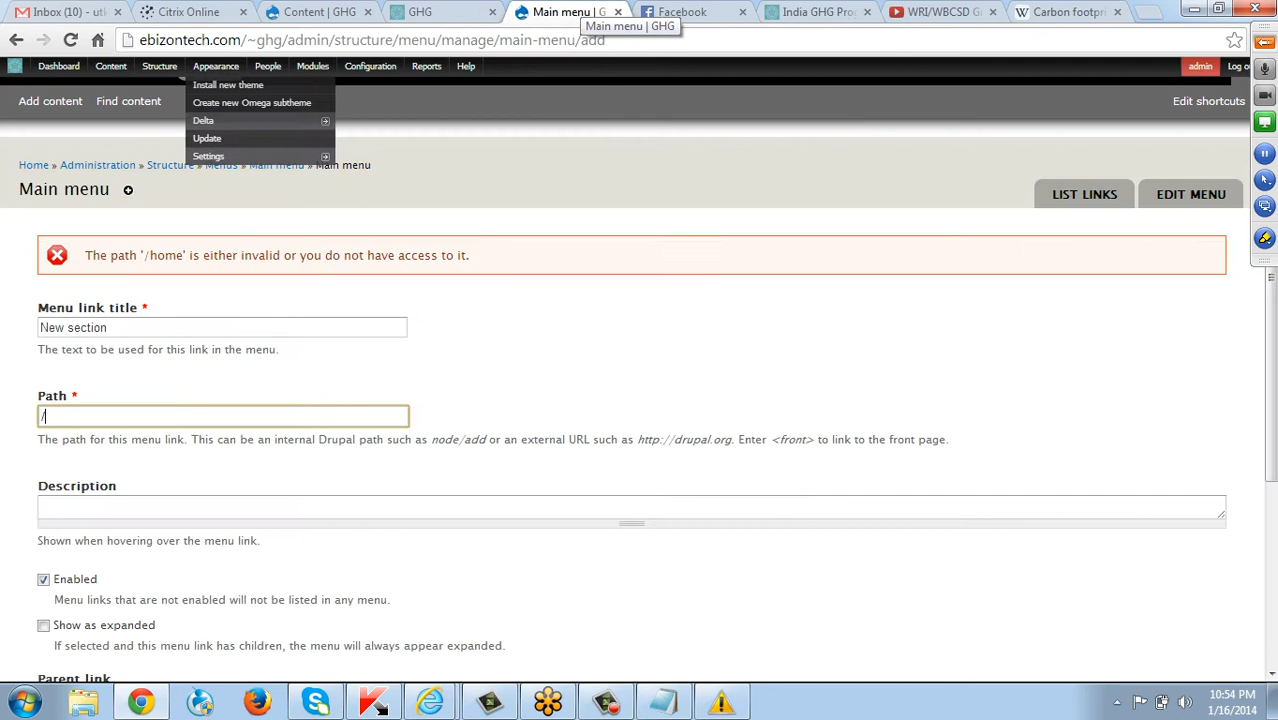 Inbox (10) - utk
Citrix Online
Content | GHG
GHG
Main menu | G
Facebook
India GHG Pro
WRI/WBCSD G
Carbon footpr
Main menu | GHG
ebizontech.com/~ghg/admin/structure/menu/manage/main-menu/add
Dashboard Content Structure Appearance People Modules Configuration Reports Help admin Log o
Install new theme
Create new Omega subtheme
Delta
Update
Settings
Add content Find content Edit shortcuts
Home » Administration » Structure » Menus » Main menu » Main menu
Main menu
LIST LINKS EDIT MENU
The path '/home' is either invalid or you do not have access to it.
Menu link title *
New section
The text to be used for this link in the menu.
Path *
/
The path for this menu link. This can be an internal Drupal path such as node/add or an external URL such as http://drupal.org. Enter <front> to link to the front page.
Description
Shown when hovering over the menu link.
Enabled
Menu links that are not enabled will not be listed in any menu.
Show as expanded
If selected and this menu link has children, the menu will always appear expanded.
Parent link
10:54 PM
1/16/2014